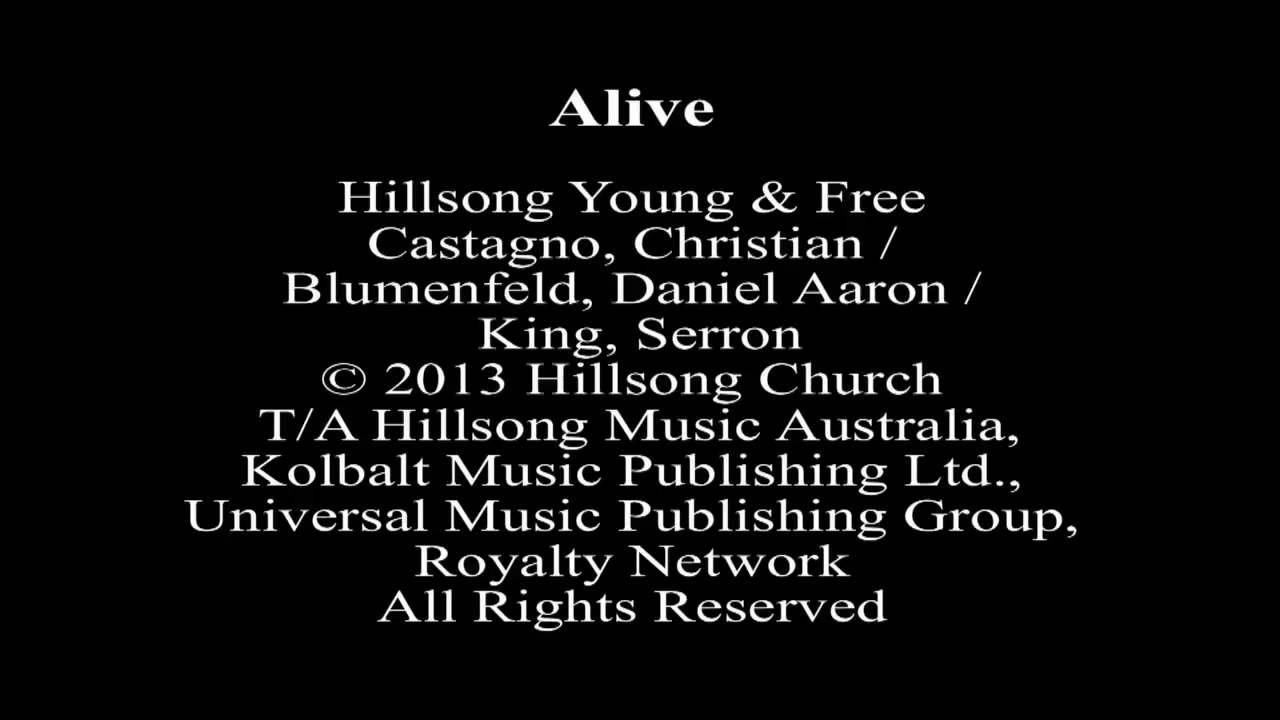 Alive
Hillsong Young & Free
Castagno, Christian /
Blumenfeld, Daniel Aaron /
King, Serron
© 2013 Hillsong Church
T/A Hillsong Music Australia,
Kolbalt Music Publishing Ltd.,
Universal Music Publishing Group,
Royalty Network
All Rights Reserved